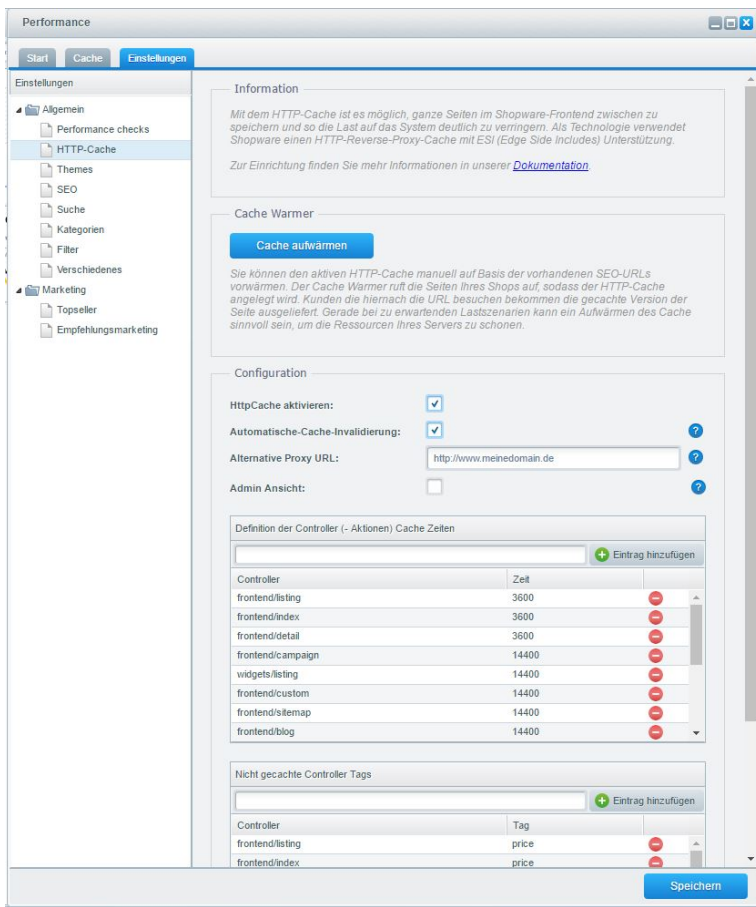 Performance
Start
Cache
Einstellungen
Einstellungen
Allgemein
Performance checks
HTTP-Cache
Themes
SEO
Suche
Kategorien
Filter
Verschiedenes
Marketing
Topseller
Empfehlungsmarketing
Information
Mit dem HTTP-Cache ist es möglich, ganze Seiten im Shopware-Frontend zwischen zu
speichern und so die Last auf das System deutlich zu verringern. Als Technologie verwendet
Shopware einen HTTP-Reverse-Proxy-Cache mit ESI (Edge Side Includes) Unterstützung.
Zur Einrichtung finden Sie mehr Informationen in unserer Dokumentation.
Cache Warmer
Cache aufwärmen
Sie können den aktiven HTTP-Cache manuell auf Basis der vorhandenen SEO-URLs
vorwärmen. Der Cache Warmer ruft die Seiten Ihres Shops auf, sodass der HTTP-Cache
angelegt wird. Kunden die hiernach die URL besuchen bekommen die gecachte Version der
Seite ausgeliefert. Gerade bei zu erwartenden Lastszenarien kann ein Aufwärmen des Cache
sinnvoll sein, um die Ressourcen Ihres Servers zu schonen.
Configuration
HttpCache aktivieren:
Automatische-Cache-Invalidierung:
Alternative Proxy URL: http://www.meinedomain.de
Admin Ansicht:
Definition der Controller (- Aktionen) Cache Zeiten
Eintrag hinzufügen
Controller Zeit
frontend/listing 3600
frontend/index 3600
frontend/detail 3600
frontend/campaign 14400
widgets/listing 14400
frontend/custom 14400
frontend/sitemap 14400
frontend/blog 14400
Nicht gecachte Controller Tags
Eintrag hinzufügen
Controller Tag
frontend/listing price
frontend/index price
Speichern